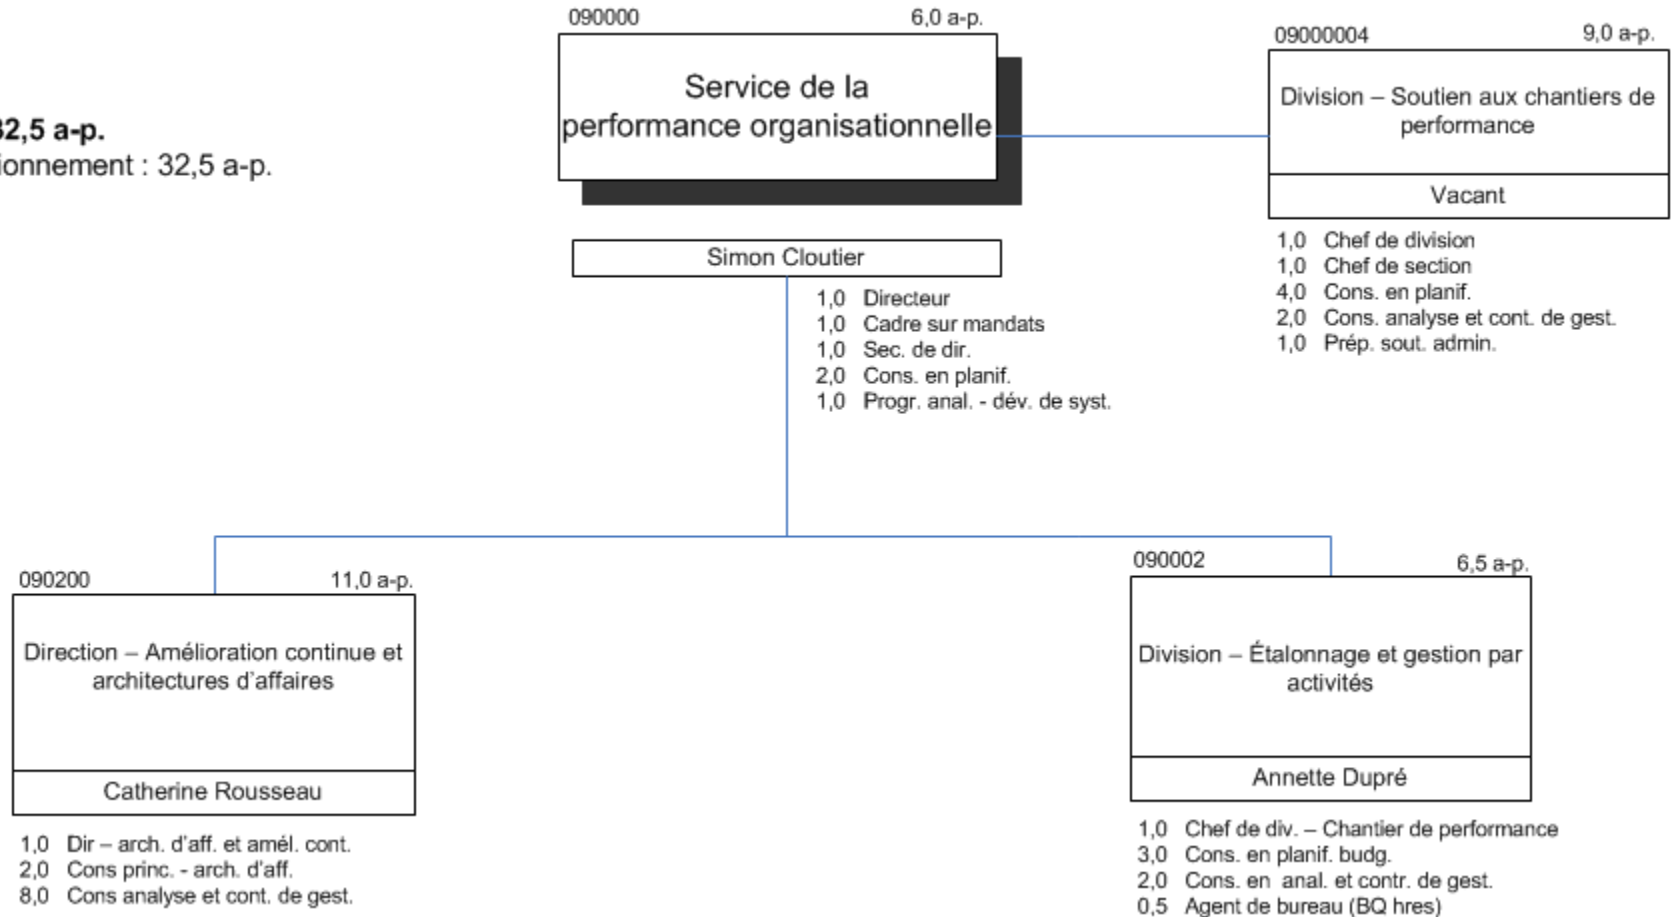 090000 6,0 a-p.
Service de la
performance organisationnelle
09000004 9,0 a-p.
Division – Soutien aux chantiers de
performance
Vacant
1,0 Chef de division
1,0 Chef de section
4,0 Cons. en planif.
2,0 Cons. analyse et cont. de gest.
1,0 Prép. sout. admin.
32,5 a-p.
ionnement : 32,5 a-p.
Simon Cloutier
1,0 Directeur
1,0 Cadre sur mandats
1,0 Sec. de dir.
2,0 Cons. en planif.
1,0 Progr. anal. - dév. de syst.
090200 11,0 a-p.
Direction – Amélioration continue et
architectures d'affaires
Catherine Rousseau
1,0 Dir – arch. d'aff. et amél. cont.
2,0 Cons princ. - arch. d'aff.
8,0 Cons analyse et cont. de gest.
090002 6,5 a-p.
Division – Étalonnage et gestion par
activités
Annette Dupré
1,0 Chef de div. – Chantier de performance
3,0 Cons. en planif. budg.
2,0 Cons. en anal. et contr. de gest.
0,5 Agent de bureau (BQ hres)